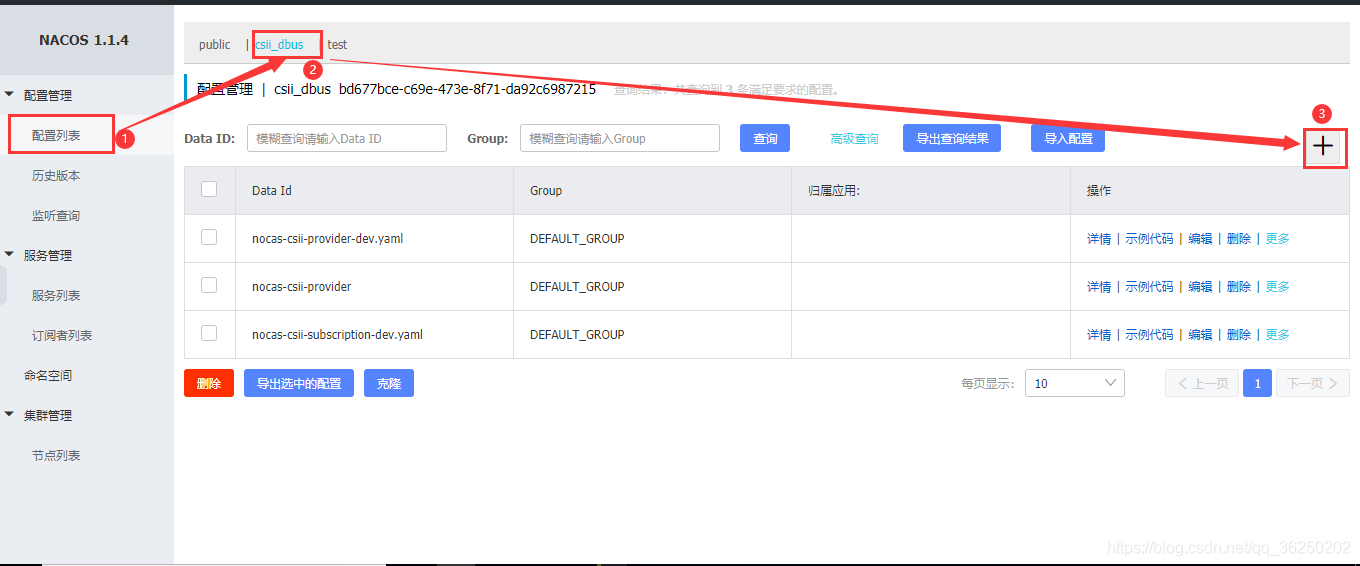 NACOS 1.1.4
配置管理
配置列表
历史版本
监听查询
服务管理
服务列表
订阅者列表
命名空间
集群管理
节点列表
1
public | csii_dbus | test
2
配置管理 | csii_dbus bd677bce-c69e-473e-8f71-da92c6987215 查询结果：共查询到 3 条满足要求的配置。
3
Data ID: 模糊查询请输入Data ID Group: 模糊查询请输入Group 查询 高级查询 导出查询结果 导入配置
Data Id Group 归属应用: 操作
nocas-csii-provider-dev.yaml DEFAULT_GROUP 详情 | 示例代码 | 编辑 | 删除 | 更多
nocas-csii-provider DEFAULT_GROUP 详情 | 示例代码 | 编辑 | 删除 | 更多
nocas-csii-subscription-dev.yaml DEFAULT_GROUP 详情 | 示例代码 | 编辑 | 删除 | 更多
删除 导出选中的配置 克隆 每页显示: 10 上一页 1 下一页
https://blog.csdn.net/qq_36250202